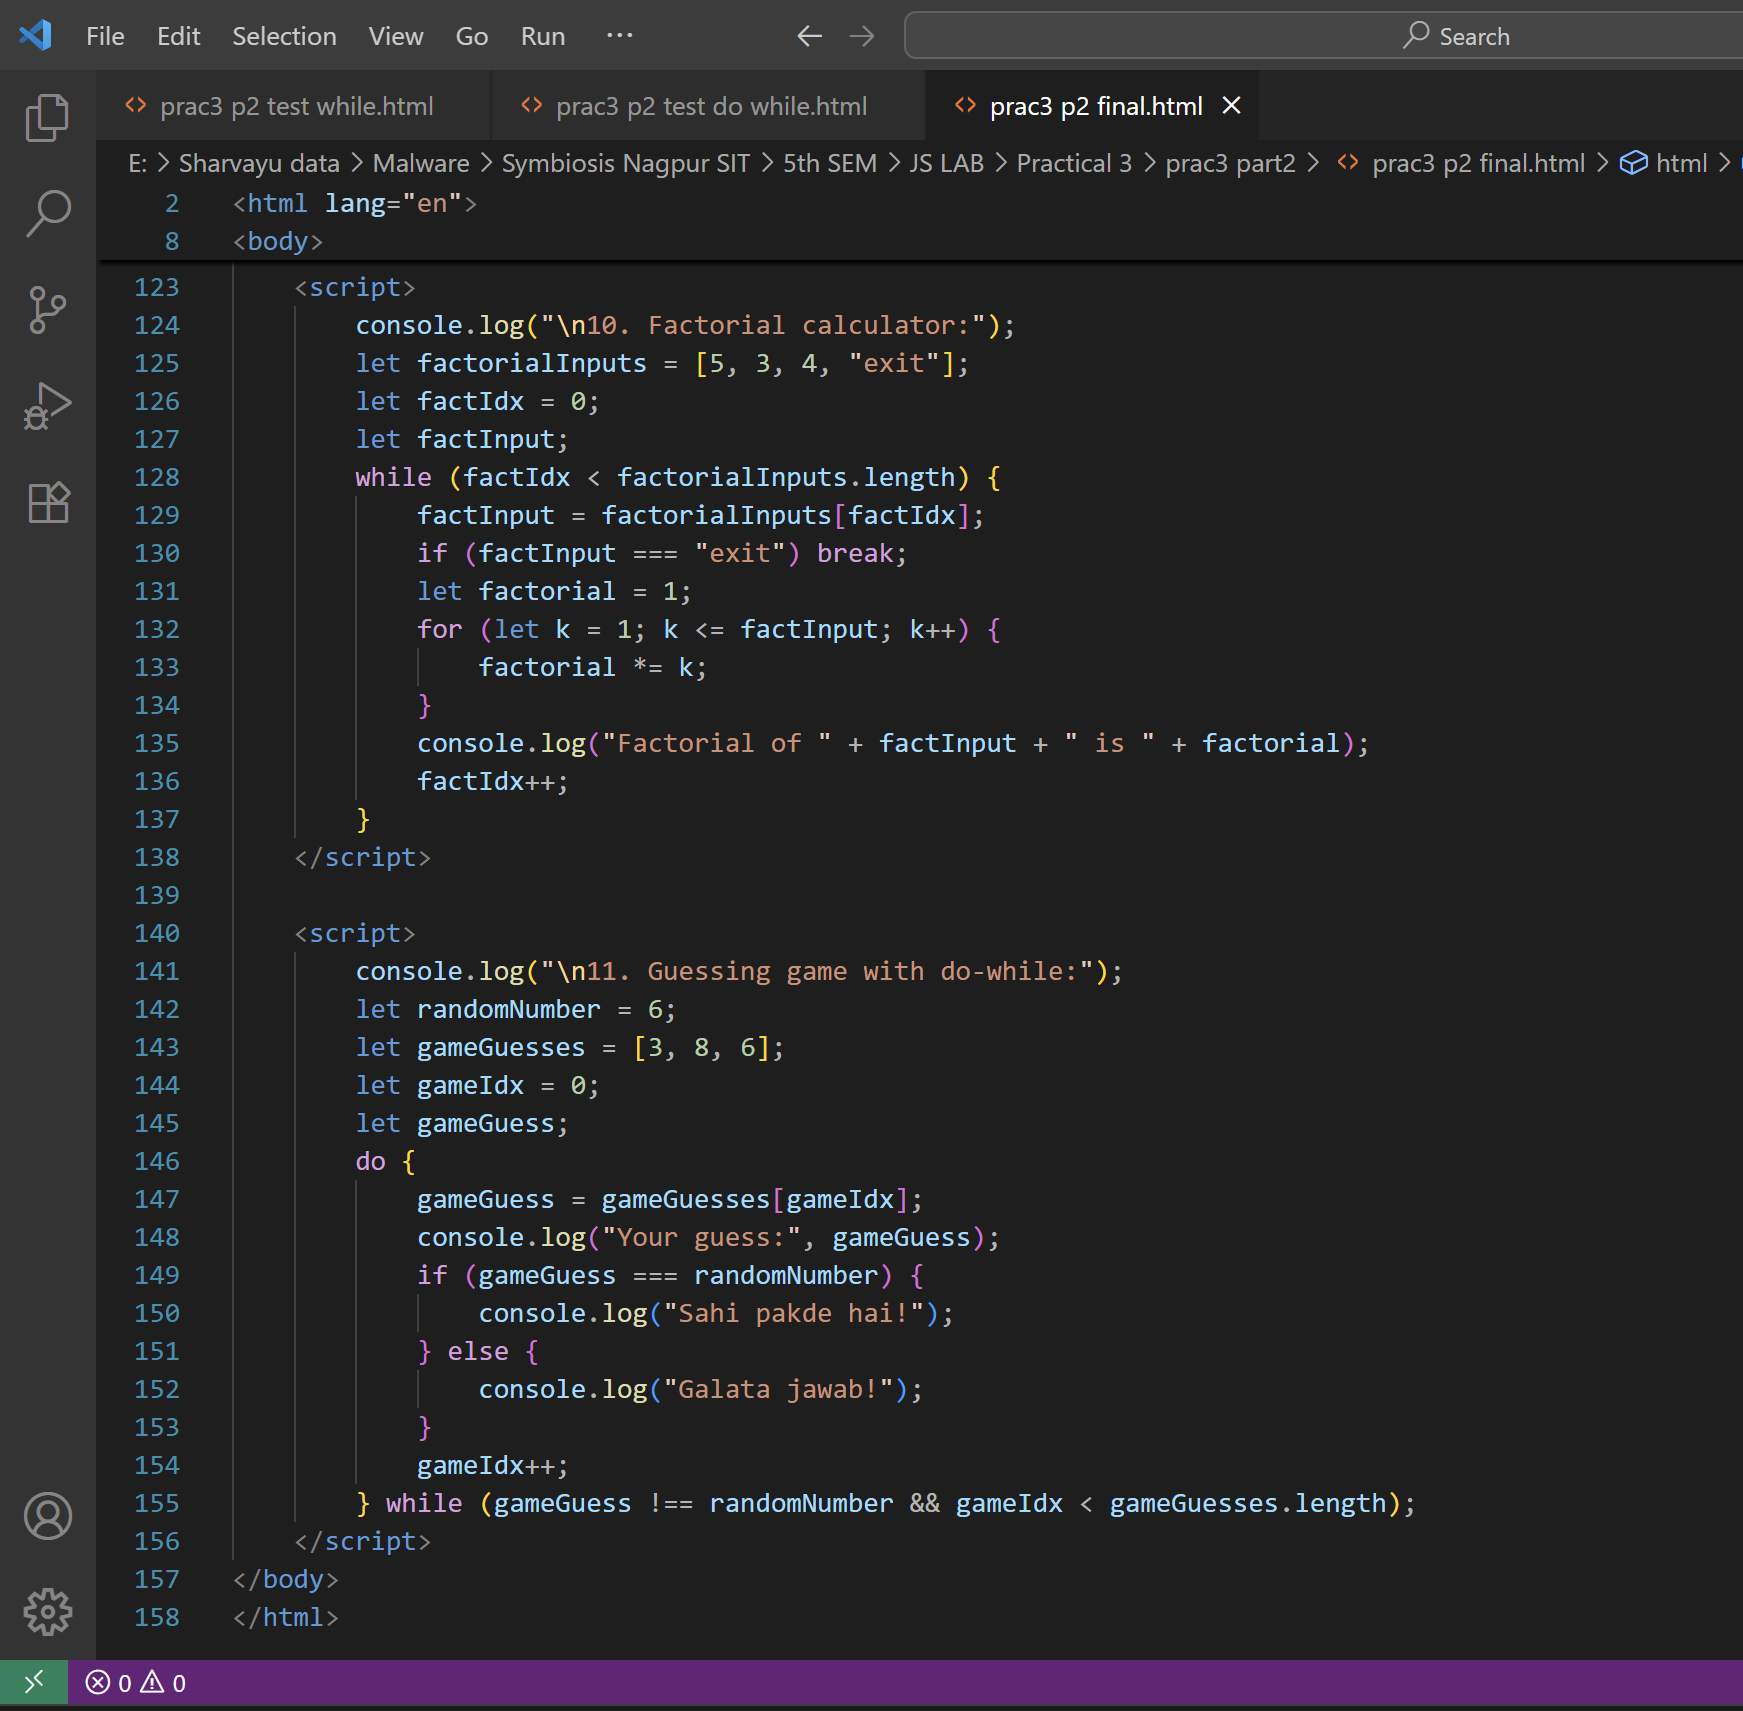 File Edit Selection View Go Run ··· Search
prac3 p2 test while.html prac3 p2 test do while.html prac3 p2 final.html
E: > Sharvayu data > Malware > Symbiosis Nagpur SIT > 5th SEM > JS LAB > Practical 3 > prac3 part2 > prac3 p2 final.html > html >
2 <html lang="en">
8 <body>
123 <script>
124 console.log("\n10. Factorial calculator:");
125 let factorialInputs = [5, 3, 4, "exit"];
126 let factIdx = 0;
127 let factInput;
128 while (factIdx < factorialInputs.length) {
129 factInput = factorialInputs[factIdx];
130 if (factInput === "exit") break;
131 let factorial = 1;
132 for (let k = 1; k <= factInput; k++) {
133 factorial *= k;
134 }
135 console.log("Factorial of " + factInput + " is " + factorial);
136 factIdx++;
137 }
138 </script>
139
140 <script>
141 console.log("\n11. Guessing game with do-while:");
142 let randomNumber = 6;
143 let gameGuesses = [3, 8, 6];
144 let gameIdx = 0;
145 let gameGuess;
146 do {
147 gameGuess = gameGuesses[gameIdx];
148 console.log("Your guess:", gameGuess);
149 if (gameGuess === randomNumber) {
150 console.log("Sahi pakde hai!");
151 } else {
152 console.log("Galata jawab!");
153 }
154 gameIdx++;
155 } while (gameGuess !== randomNumber && gameIdx < gameGuesses.length);
156 </script>
157 </body>
158 </html>
0 0